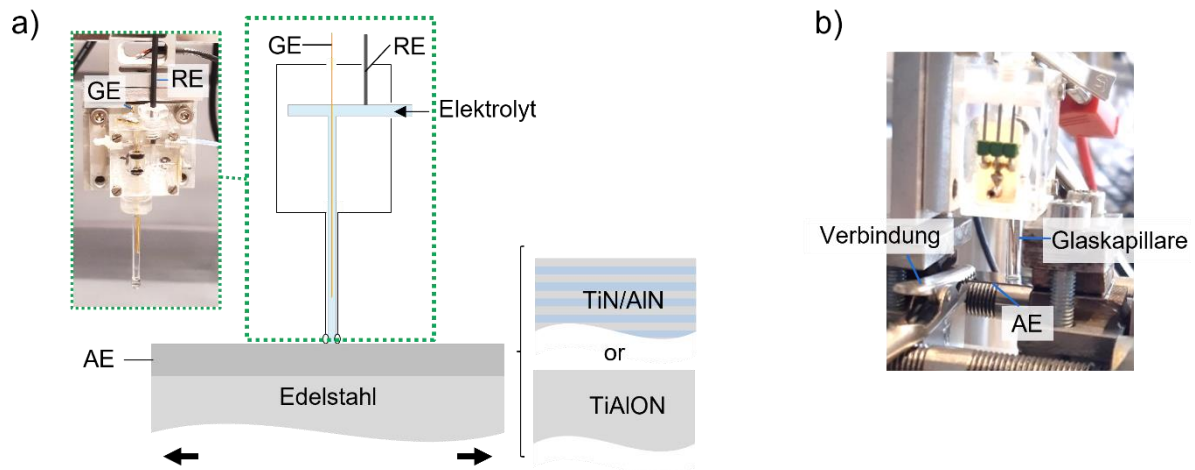 a)
GE
RE
GE
RE
Elektrolyt
AE
Edelstahl
TiN/AlN
or
TiAlON
b)
Verbindung
Glaskapillare
AE